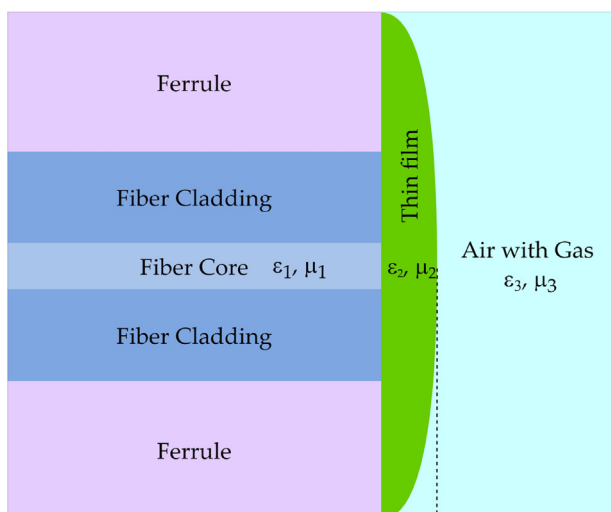 Ferrule
Fiber Cladding
Thin film
Fiber Core ε₁, μ₁
ε₂, μ₂
Air with Gas
ε₃, μ₃
Fiber Cladding
Ferrule